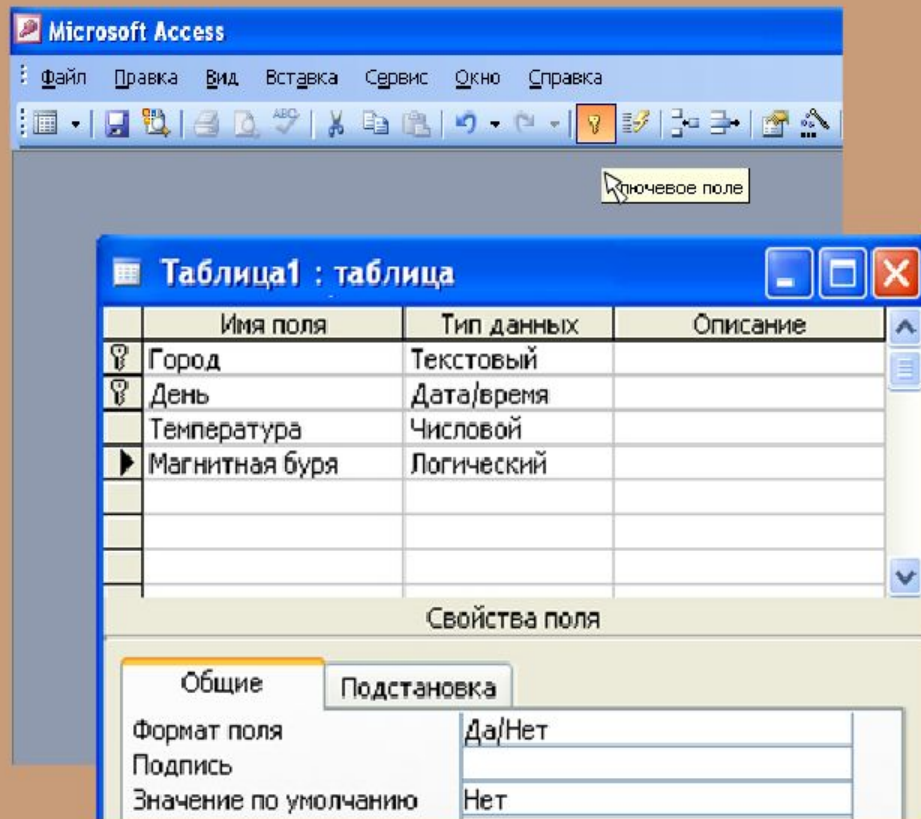 Microsoft Access
Файл Правка Вид Вставка Сервис Окно Справка
ABC
Ключевое поле
Таблица1 : таблица
Имя поля Тип данных Описание
Город Текстовый
День Дата/время
Температура Числовой
Магнитная буря Логический
Свойства поля
Общие Подстановка
Формат поля Да/Нет
Подпись
Значение по умолчанию Нет